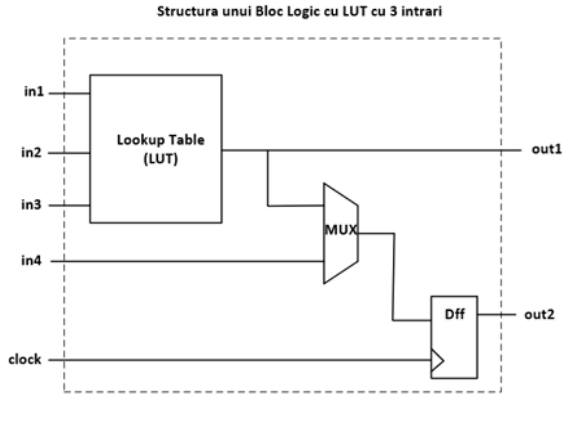 Structura unui Bloc Logic cu LUT cu 3 intrari
in1
Lookup Table
(LUT)
in2
out1
in3
MUX
in4
Dff
out2
clock